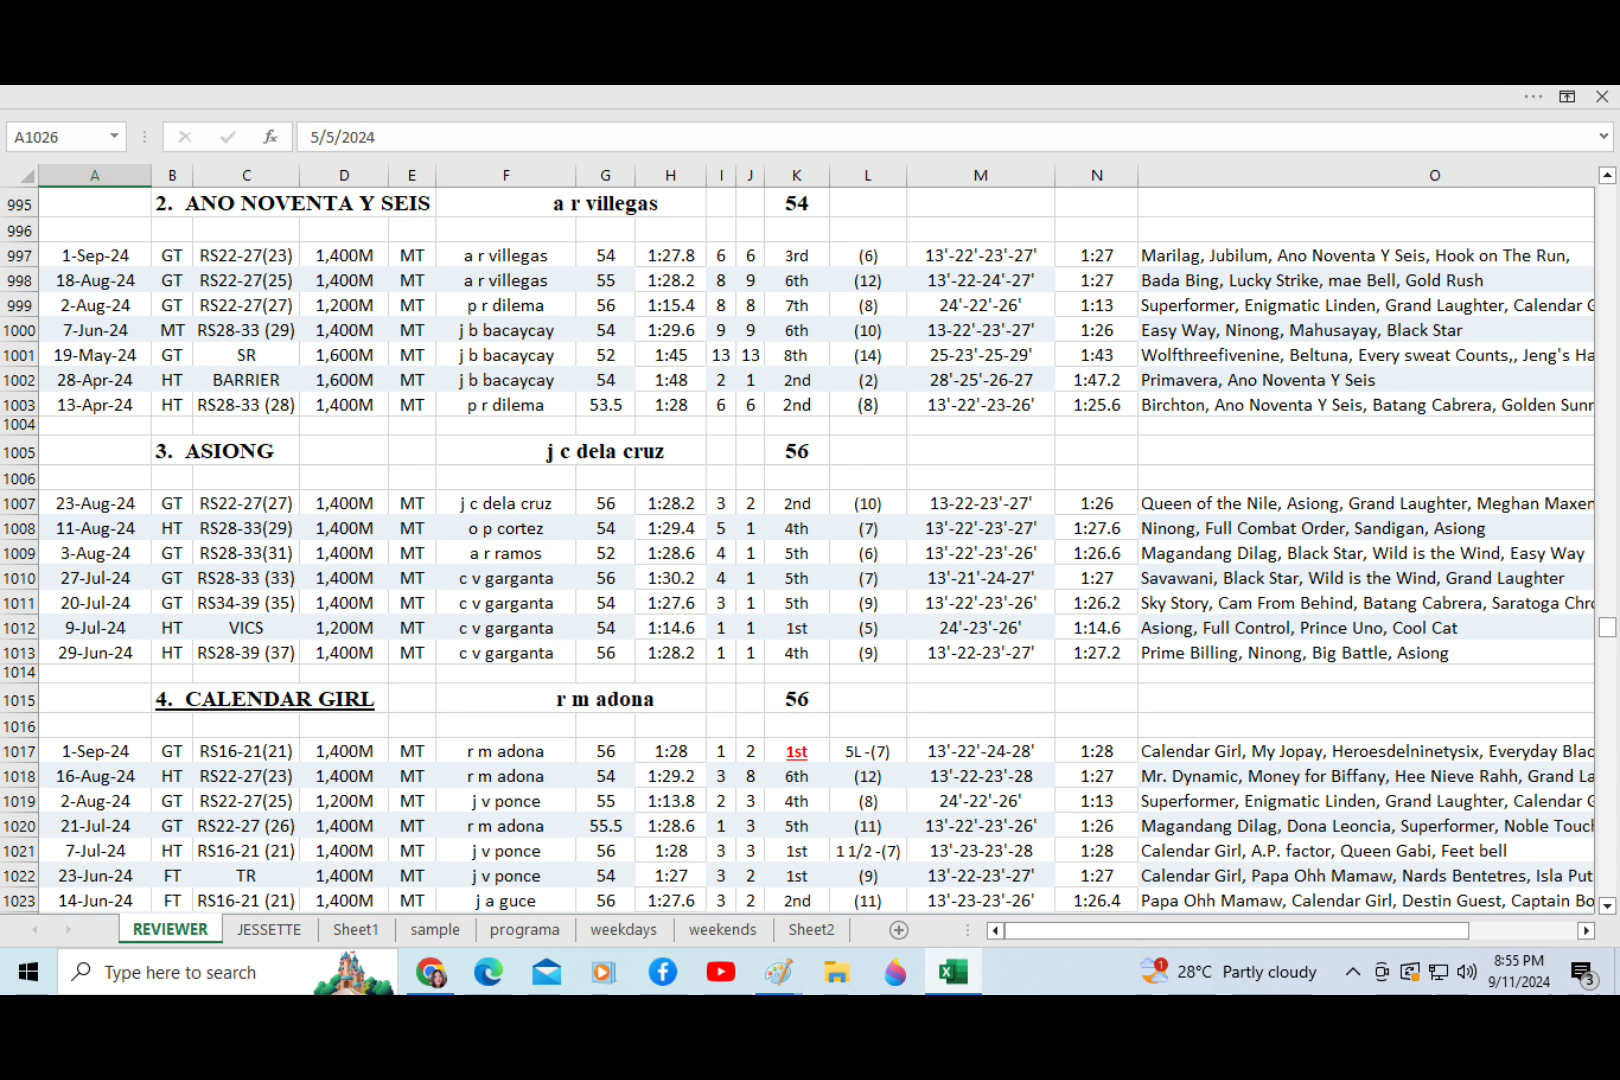 A1026 fx 5/5/2024
A B C D E F G H I J K L M N O
995 2. ANO NOVENTA Y SEIS a r villegas 54
996
997 1-Sep-24 GT RS22-27(23) 1,400M MT a r villegas 54 1:27.8 6 6 3rd (6) 13'-22'-23'-27' 1:27 Marilag, Jubilum, Ano Noventa Y Seis, Hook on The Run,
998 18-Aug-24 GT RS22-27(25) 1,400M MT a r villegas 55 1:28.2 8 9 6th (12) 13'-22-24'-27' 1:27 Bada Bing, Lucky Strike, mae Bell, Gold Rush
999 2-Aug-24 GT RS22-27(27) 1,200M MT p r dilema 56 1:15.4 8 8 7th (8) 24'-22'-26' 1:13 Superformer, Enigmatic Linden, Grand Laughter, Calendar G
1000 7-Jun-24 MT RS28-33 (29) 1,400M MT j b bacaycay 54 1:29.6 9 9 6th (10) 13-22'-23'-27' 1:26 Easy Way, Ninong, Mahusayay, Black Star
1001 19-May-24 GT SR 1,600M MT j b bacaycay 52 1:45 13 13 8th (14) 25-23'-25-29' 1:43 Wolfthreefivenine, Beltuna, Every sweat Counts,, Jeng's Ha
1002 28-Apr-24 HT BARRIER 1,600M MT j b bacaycay 54 1:48 2 1 2nd (2) 28'-25'-26-27 1:47.2 Primavera, Ano Noventa Y Seis
1003 13-Apr-24 HT RS28-33 (28) 1,400M MT p r dilema 53.5 1:28 6 6 2nd (8) 13'-22'-23-26' 1:25.6 Birchton, Ano Noventa Y Seis, Batang Cabrera, Golden Sunr
1004
1005 3. ASIONG j c dela cruz 56
1006
1007 23-Aug-24 GT RS22-27(27) 1,400M MT j c dela cruz 56 1:28.2 3 2 2nd (10) 13-22-23'-27' 1:26 Queen of the Nile, Asiong, Grand Laughter, Meghan Maxen
1008 11-Aug-24 HT RS28-33(29) 1,400M MT o p cortez 54 1:29.4 5 1 4th (7) 13'-22'-23'-27' 1:27.6 Ninong, Full Combat Order, Sandigan, Asiong
1009 3-Aug-24 GT RS28-33(31) 1,400M MT a r ramos 52 1:28.6 4 1 5th (6) 13'-22'-23'-26' 1:26.6 Magandang Dilag, Black Star, Wild is the Wind, Easy Way
1010 27-Jul-24 GT RS28-33 (33) 1,400M MT c v garganta 56 1:30.2 4 1 5th (7) 13'-21'-24-27' 1:27 Savawani, Black Star, Wild is the Wind, Grand Laughter
1011 20-Jul-24 GT RS34-39 (35) 1,400M MT c v garganta 54 1:27.6 3 1 5th (9) 13'-22'-23'-26' 1:26.2 Sky Story, Cam From Behind, Batang Cabrera, Saratoga Chro
1012 9-Jul-24 HT VICS 1,200M MT c v garganta 54 1:14.6 1 1 1st (5) 24'-23'-26' 1:14.6 Asiong, Full Control, Prince Uno, Cool Cat
1013 29-Jun-24 HT RS28-39 (37) 1,400M MT c v garganta 56 1:28.2 1 1 4th (9) 13'-22-23'-27' 1:27.2 Prime Billing, Ninong, Big Battle, Asiong
1014
1015 4. CALENDAR GIRL r m adona 56
1016
1017 1-Sep-24 GT RS16-21(21) 1,400M MT r m adona 56 1:28 1 2 1st 5L -(7) 13'-22'-24-28' 1:28 Calendar Girl, My Jopay, Heroesdelninetysix, Everyday Blac
1018 16-Aug-24 HT RS22-27(23) 1,400M MT r m adona 54 1:29.2 3 8 6th (12) 13'-22-23'-28 1:27 Mr. Dynamic, Money for Biffany, Hee Nieve Rahh, Grand La
1019 2-Aug-24 GT RS22-27(25) 1,200M MT j v ponce 55 1:13.8 2 3 4th (8) 24'-22'-26' 1:13 Superformer, Enigmatic Linden, Grand Laughter, Calendar G
1020 21-Jul-24 GT RS22-27 (26) 1,400M MT r m adona 55.5 1:28.6 1 3 5th (11) 13'-22'-23'-26' 1:26 Magandang Dilag, Dona Leoncia, Superformer, Noble Touch
1021 7-Jul-24 HT RS16-21 (21) 1,400M MT j v ponce 56 1:28 3 3 1st 1 1/2 -(7) 13'-23-23'-28 1:28 Calendar Girl, A.P. factor, Queen Gabi, Feet bell
1022 23-Jun-24 FT TR 1,400M MT j v ponce 54 1:27 3 2 1st (9) 13'-22-23'-27' 1:27 Calendar Girl, Papa Ohh Mamaw, Nards Bentetres, Isla Put
1023 14-Jun-24 FT RS16-21 (21) 1,400M MT j a guce 56 1:27.6 3 2 2nd (11) 13'-23-23'-26' 1:26.4 Papa Ohh Mamaw, Calendar Girl, Destin Guest, Captain Bo
REVIEWER JESSETTE Sheet1 sample programa weekdays weekends Sheet2
Type here to search 1 28°C Partly cloudy 8:55 PM
9/11/2024 3